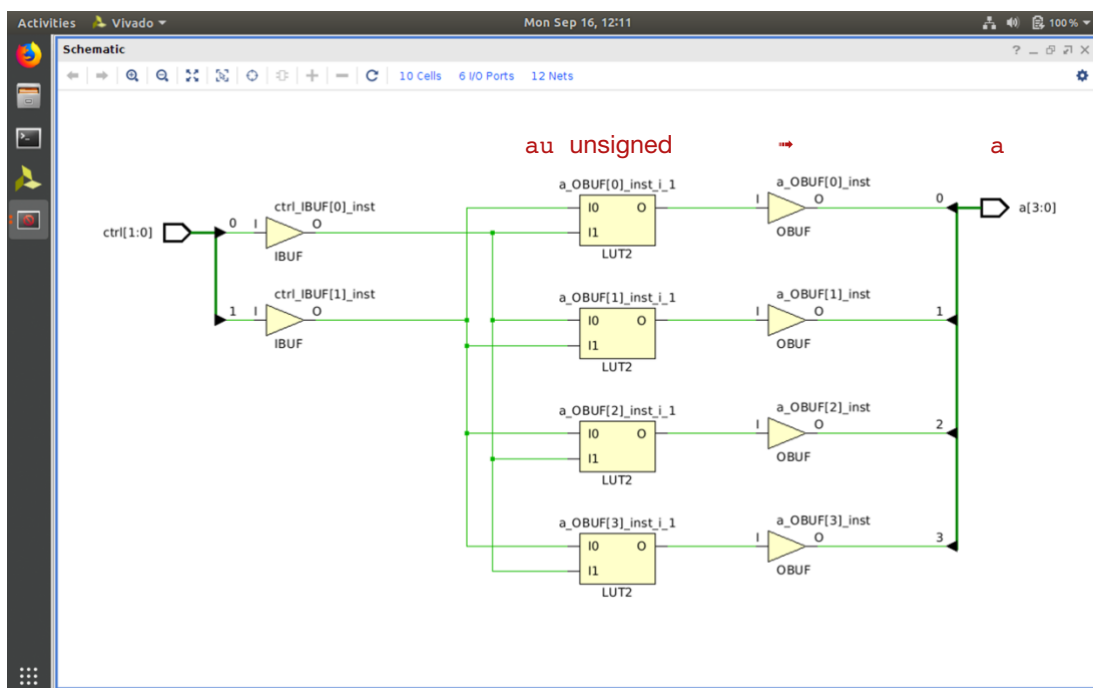 Activities Vivado Mon Sep 16, 12:11 100%
Schematic
10 Cells 6 I/O Ports 12 Nets
au unsigned ➟ a
a_OBUF[0]_inst_i_1 a_OBUF[0]_inst
ctrl_IBUF[0]_inst I0 O I O 0 a[3:0]
ctrl[1:0] 0 I O I1 OBUF
IBUF LUT2
ctrl_IBUF[1]_inst a_OBUF[1]_inst_i_1 a_OBUF[1]_inst
1 I O I0 O I O 1
IBUF I1 OBUF
LUT2
a_OBUF[2]_inst_i_1 a_OBUF[2]_inst
I0 O I O 2
I1 OBUF
LUT2
a_OBUF[3]_inst_i_1 a_OBUF[3]_inst
I0 O I O 3
I1 OBUF
LUT2